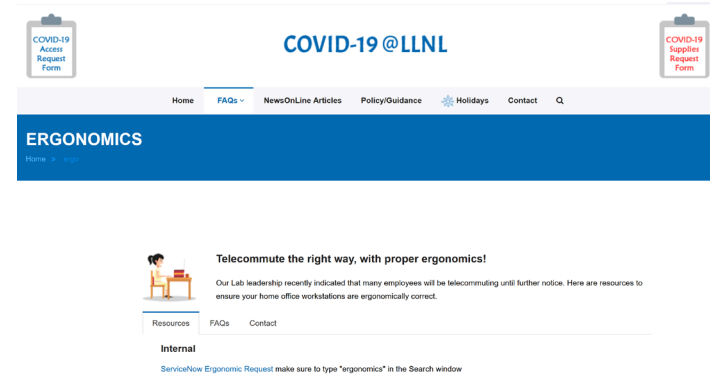 COVID-19
Access
Request
Form
COVID-19 @LLNL
COVID-19
Supplies
Request
Form
Home FAQs NewsOnLine Articles Policy/Guidance Holidays Contact
ERGONOMICS
Home » ergo
Telecommute the right way, with proper ergonomics!
Our Lab leadership recently indicated that many employees will be telecommuting until further notice. Here are resources to
ensure your home office workstations are ergonomically correct.
Resources FAQs Contact
Internal
ServiceNow Ergonomic Request make sure to type "ergonomics" in the Search window